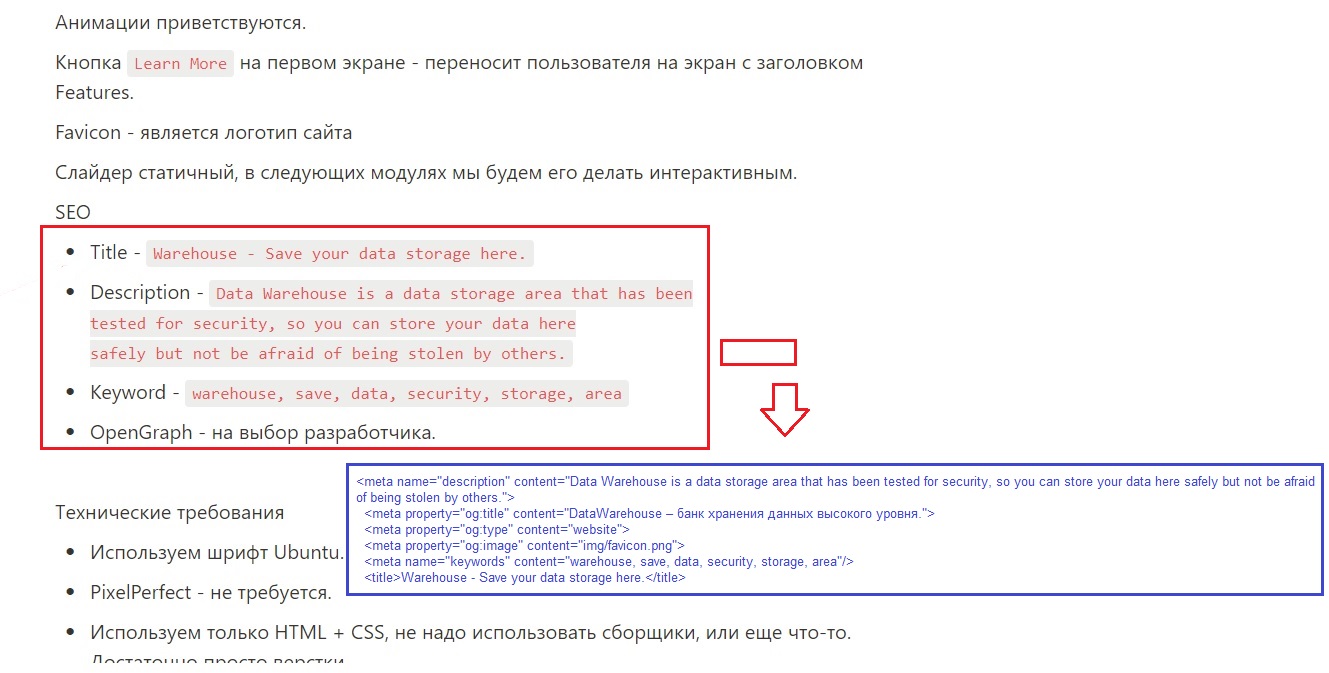 Анимации приветствуются.
Кнопка Learn More на первом экране - переносит пользователя на экран с заголовком
Features.
Favicon - является логотип сайта
Слайдер статичный, в следующих модулях мы будем его делать интерактивным.
SEO
Title - Warehouse - Save your data storage here.
Description - Data Warehouse is a data storage area that has been
tested for security, so you can store your data here
safely but not be afraid of being stolen by others.
Keyword - warehouse, save, data, security, storage, area
OpenGraph - на выбор разработчика.
<meta name="description" content="Data Warehouse is a data storage area that has been tested for security, so you can store your data here safely but not be afraid
of being stolen by others.">
<meta property="og:title" content="DataWarehouse – банк хранения данных высокого уровня.">
<meta property="og:type" content="website">
<meta property="og:image" content="img/favicon.png">
<meta name="keywords" content="warehouse, save, data, security, storage, area"/>
<title>Warehouse - Save your data storage here.</title>
Технические требования
Используем шрифт Ubuntu.
PixelPerfect - не требуется.
Используем только HTML + CSS, не надо использовать сборщики, или еще что-то.
Достаточно просто верстки